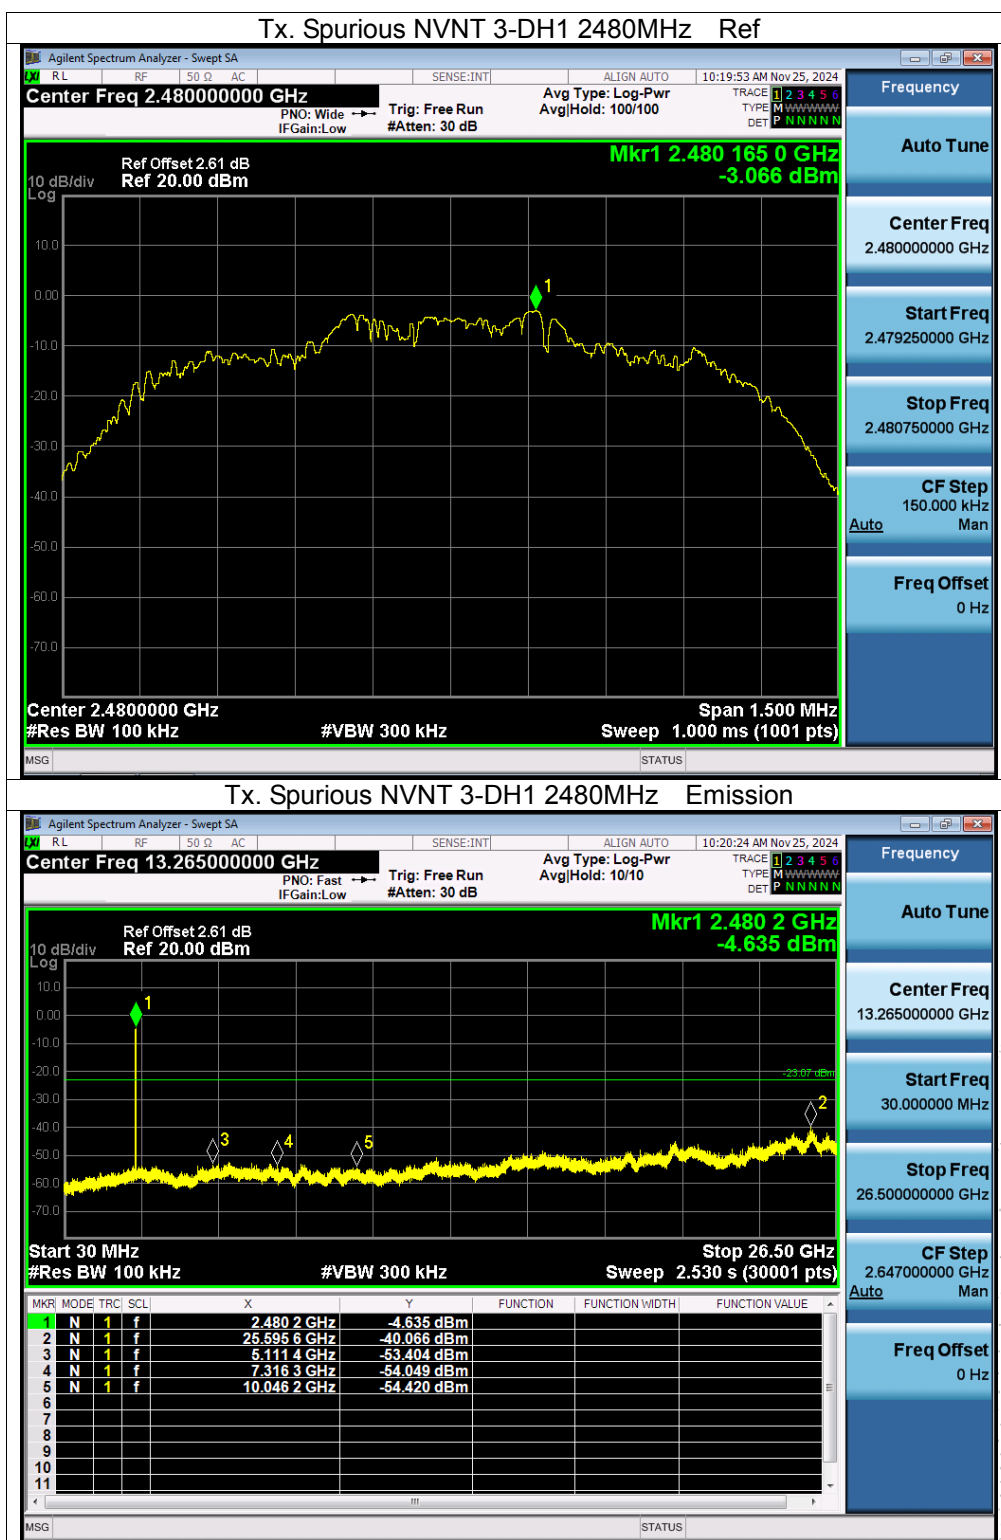 Tx. Spurious NVNT 3-DH1 2480MHz Ref
Agilent Spectrum Analyzer - Swept SA
LXI RL RF 50 Ω AC SENSE:INT ALIGN AUTO 10:19:53 AM Nov 25, 2024
Center Freq 2.480000000 GHz
PNO: Wide
IFGain:Low
Trig: Free Run
#Atten: 30 dB
Avg Type: Log-Pwr
Avg|Hold: 100/100
TRACE 1 2 3 4 5 6
TYPE M WWWWW
DET P N N N N N
Frequency
Auto Tune
Center Freq
2.480000000 GHz
Start Freq
2.479250000 GHz
Stop Freq
2.480750000 GHz
CF Step
150.000 kHz
Auto Man
Freq Offset
0 Hz
Mkr1 2.480 165 0 GHz
-3.066 dBm
Ref Offset 2.61 dB
10 dB/div Ref 20.00 dBm
Log
10.0
0.00
-10.0
-20.0
-30.0
-40.0
-50.0
-60.0
-70.0
1
Center 2.4800000 GHz Span 1.500 MHz
#Res BW 100 kHz #VBW 300 kHz Sweep 1.000 ms (1001 pts)
MSG STATUS
Tx. Spurious NVNT 3-DH1 2480MHz Emission
Agilent Spectrum Analyzer - Swept SA
LXI RL RF 50 Ω AC SENSE:INT ALIGN AUTO 10:20:24 AM Nov 25, 2024
Center Freq 13.265000000 GHz
PNO: Fast
IFGain:Low
Trig: Free Run
#Atten: 30 dB
Avg Type: Log-Pwr
Avg|Hold: 10/10
TRACE 1 2 3 4 5 6
TYPE M WWWWW
DET P N N N N N
Frequency
Auto Tune
Center Freq
13.265000000 GHz
Start Freq
30.000000 MHz
Stop Freq
26.500000000 GHz
CF Step
2.647000000 GHz
Auto Man
Freq Offset
0 Hz
Mkr1 2.480 2 GHz
-4.635 dBm
Ref Offset 2.61 dB
10 dB/div Ref 20.00 dBm
Log
10.0
0.00
-10.0
-20.0
-30.0
-40.0
-50.0
-60.0
-70.0
1
-23.07 dBm
2
3
4
5
Start 30 MHz Stop 26.50 GHz
#Res BW 100 kHz #VBW 300 kHz Sweep 2.530 s (30001 pts)
MKR MODE TRC SCL X Y FUNCTION FUNCTION WIDTH FUNCTION VALUE
1 N 1 f 2.480 2 GHz -4.635 dBm
2 N 1 f 25.595 6 GHz -40.066 dBm
3 N 1 f 5.111 4 GHz -53.404 dBm
4 N 1 f 7.316 3 GHz -54.049 dBm
5 N 1 f 10.046 2 GHz -54.420 dBm
6
7
8
9
10
11
MSG STATUS